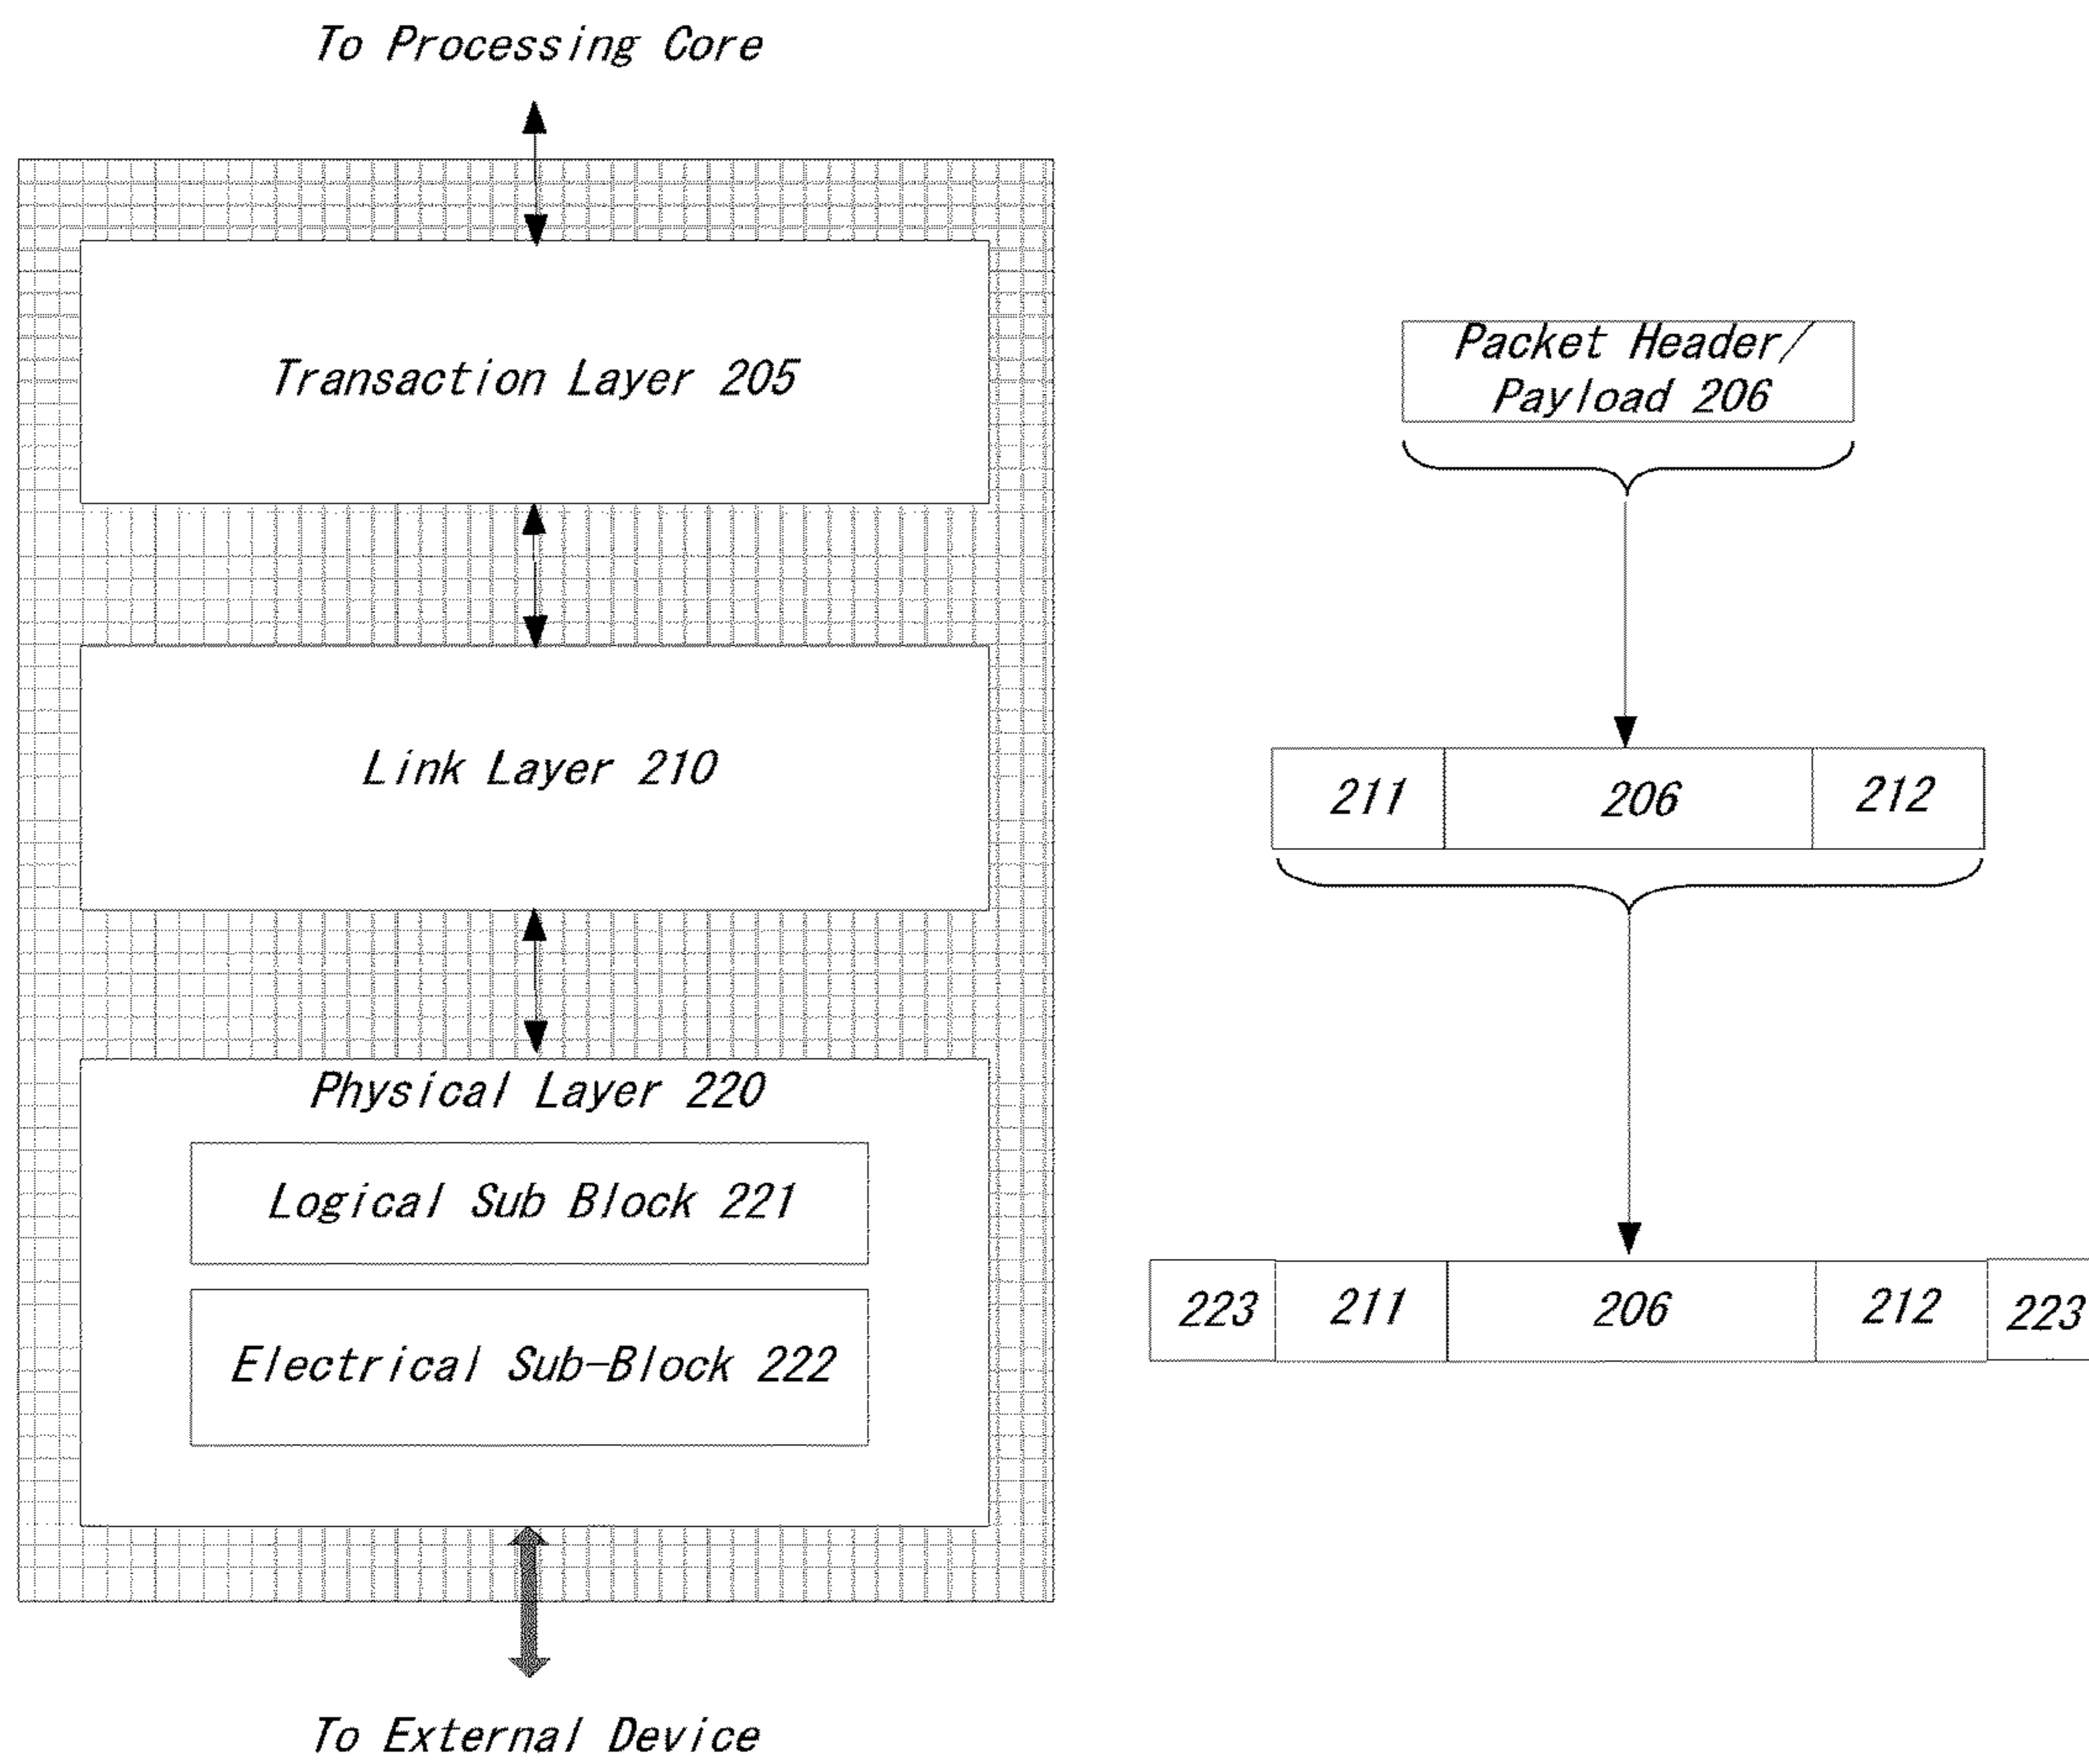 To Processing Core
Transaction Layer 205
Packet Header/
Payload 206
Link Layer 210
211 206 212
Physical Layer 220
Logical Sub Block 221
Electrical Sub-Block 222
223 211 206 212 223
To External Device